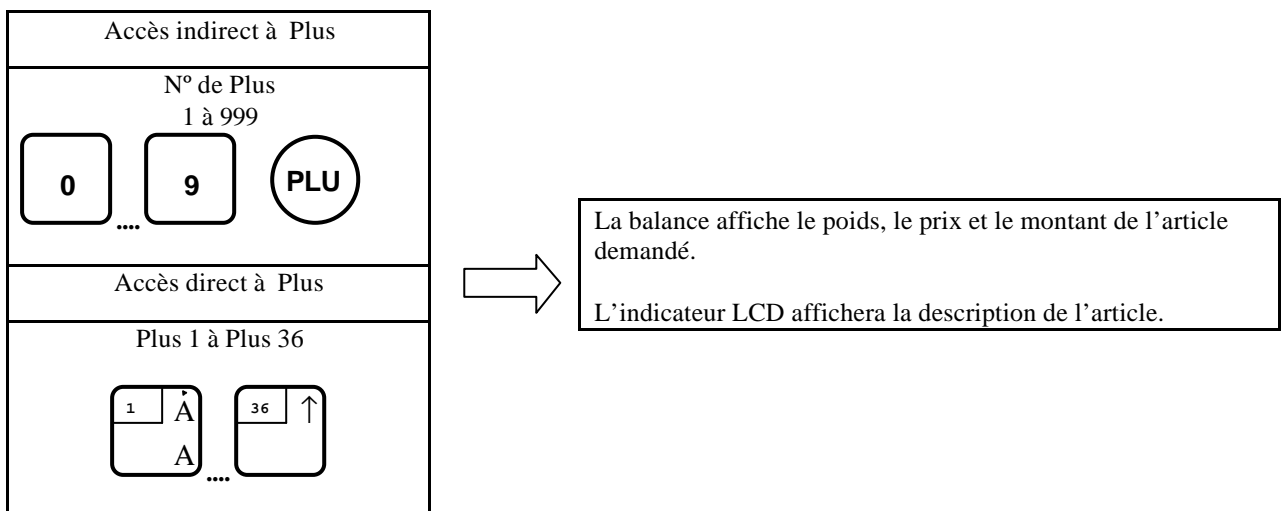 Accès indirect à Plus
Nº de Plus
1 à 999
0 .... 9 PLU
Accès direct à Plus
Plus 1 à Plus 36
1 À 36 ↑
A ....
La balance affiche le poids, le prix et le montant de l’article
demandé.
L’indicateur LCD affichera la description de l’article.